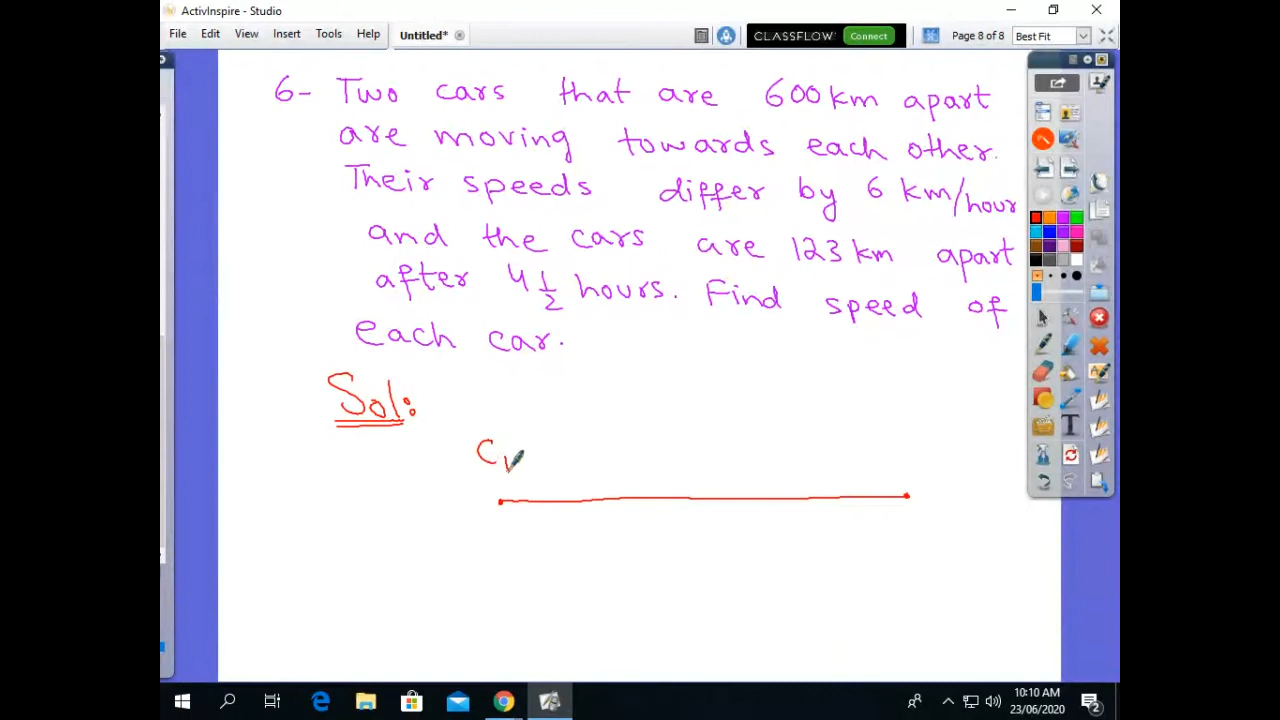 ActivInspire - Studio
File Edit View Insert Tools Help Untitled* CLASSFLOW Connect Page 8 of 8 Best Fit
6- Two cars that are 600 km apart
are moving towards each other.
Their speeds differ by 6 km/hour
and the cars are 123 km apart
after 4 1/2 hours. Find speed of
each car.
Sol:
C
T
10:10 AM
23/06/2020
2